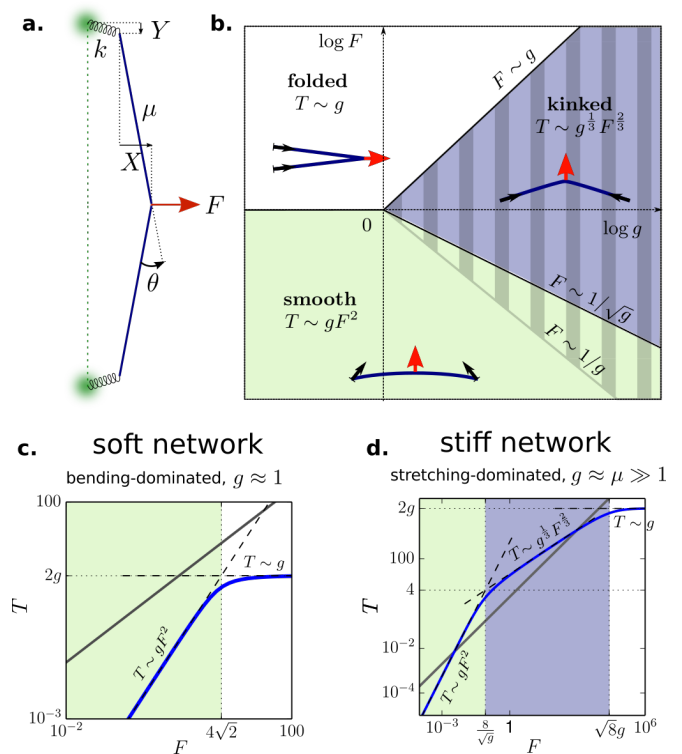 a.
Y
k
μ
X
F
θ
b.
log F
folded
T ∼ g
F ∼ g
kinked
T ∼ g^{1/3} F^{2/3}
0
log g
smooth
T ∼ gF²
F ∼ 1/√g
F ∼ 1/g
c.
soft network
bending-dominated, g ≈ 1
100
2g
T
10⁻³
T ∼ g
T ∼ gF²
10⁻²
4√2
100
F
d.
stiff network
stretching-dominated, g ≈ μ ≫ 1
2g
100
4
10⁻²
10⁻⁴
T
T ∼ g^{1/3} F^{2/3}
T ∼ g
T ∼ gF²
10⁻³
8/√g
1
√8g
10⁶
F